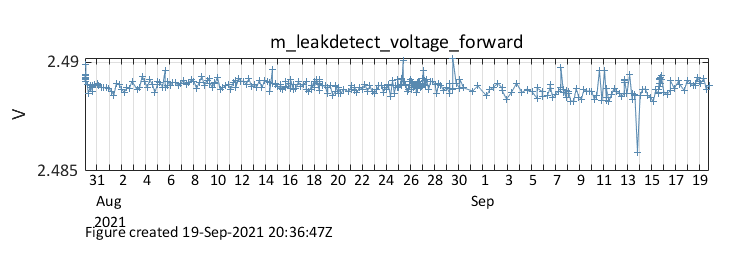 m_leakdetect_voltage_forward
2.49
V
2.485
31 2 4 6 8 10 12 14 16 18 20 22 24 26 28 30 1 3 5 7 9 11 13 15 17 19
Aug Sep
2021
Figure created 19-Sep-2021 20:36:47Z